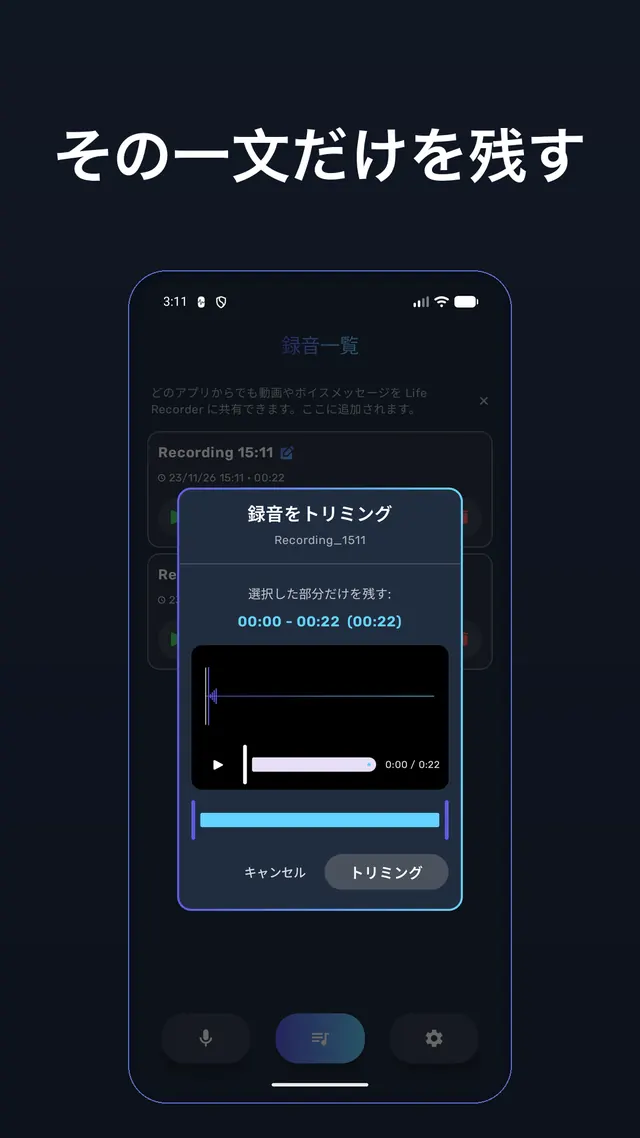 その一文だけを残す
3:11
録音一覧
どのアプリからでも動画やボイスメッセージを Life
Recorder に共有できます。ここに追加されます。
Recording 15:11
23/11/26 15:11 • 00:22
録音をトリミング
Recording_1511
Re
23
選択した部分だけを残す:
00:00 - 00:22 (00:22)
0:00 / 0:22
キャンセル
トリミング